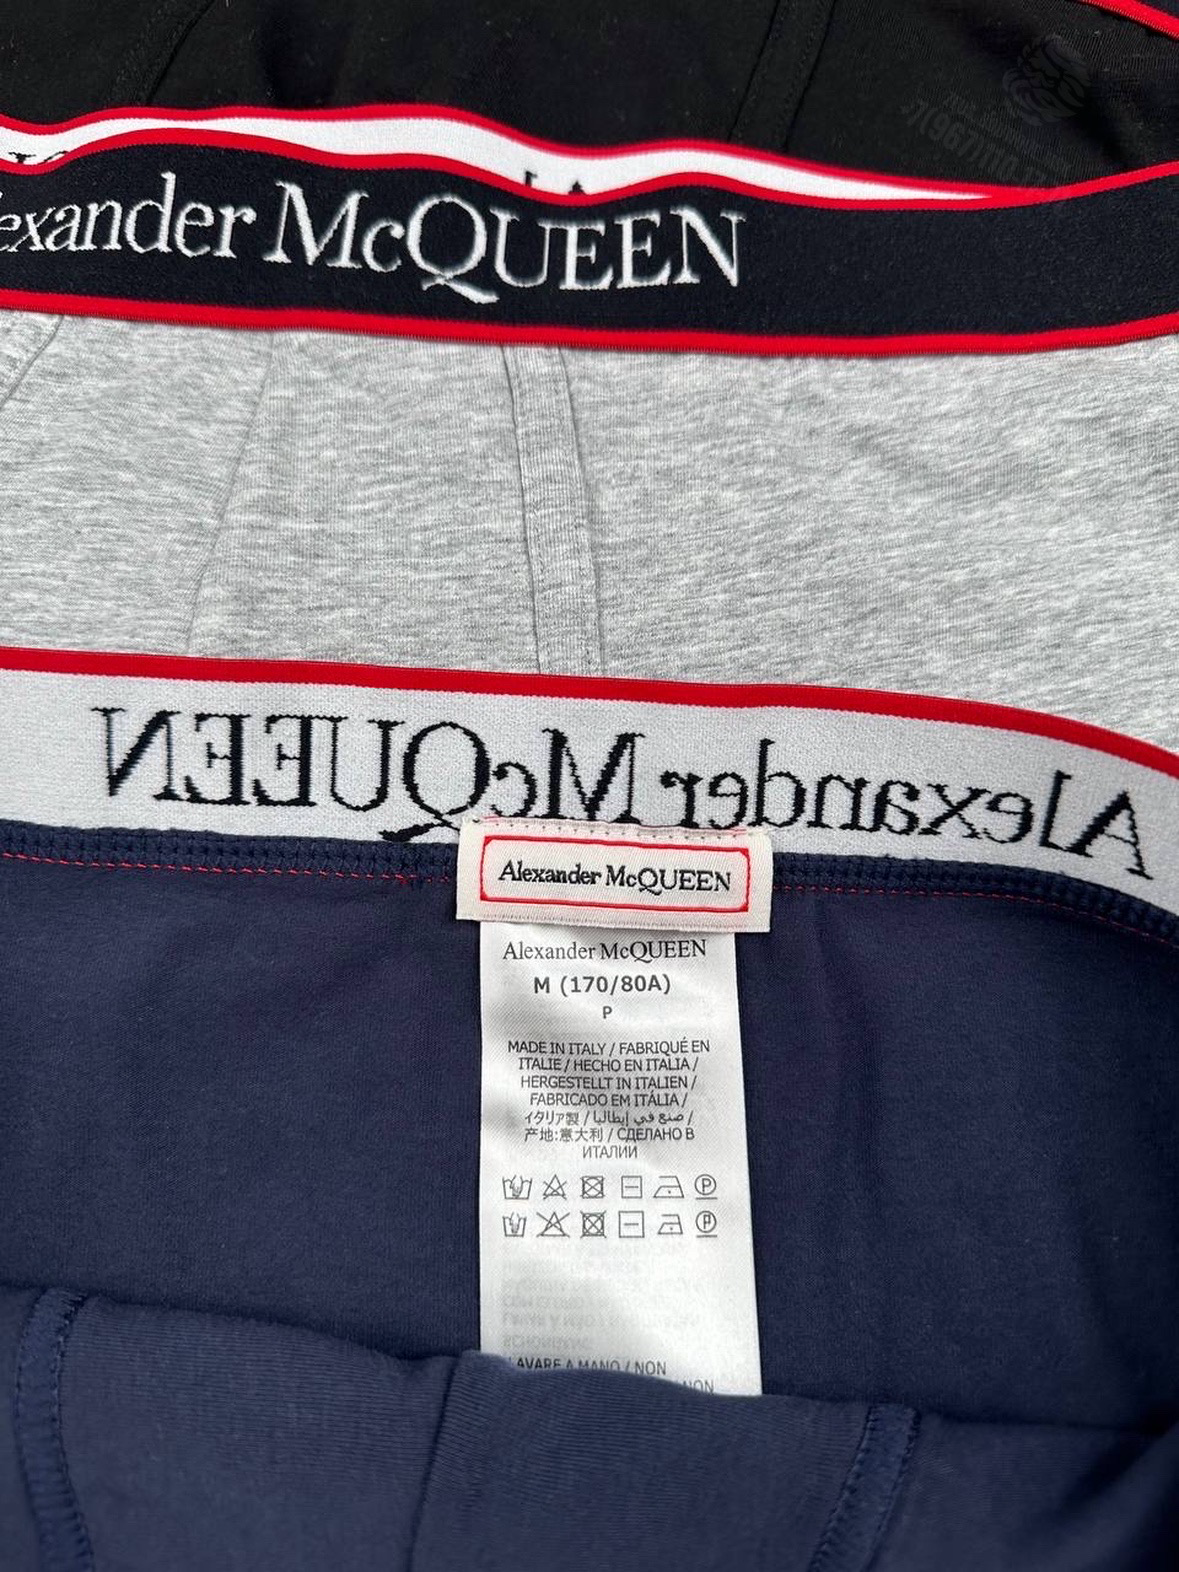 exander McQUEEN
Alexander McQUEEN
Alexander McQUEEN
Alexander McQUEEN
M (170/80A)
P
MADE IN ITALY / FABRIQUÉ EN
ITALIE / HECHO EN ITALIA /
HERGESTELLT IN ITALIEN /
FABRICADO EM ITÁLIA /
イタリア製 / صنع في إيطاليا /
产地:意大利 / СДЕЛАНО В
ИТАЛИИ
LAVARE A MANO / NON
NON